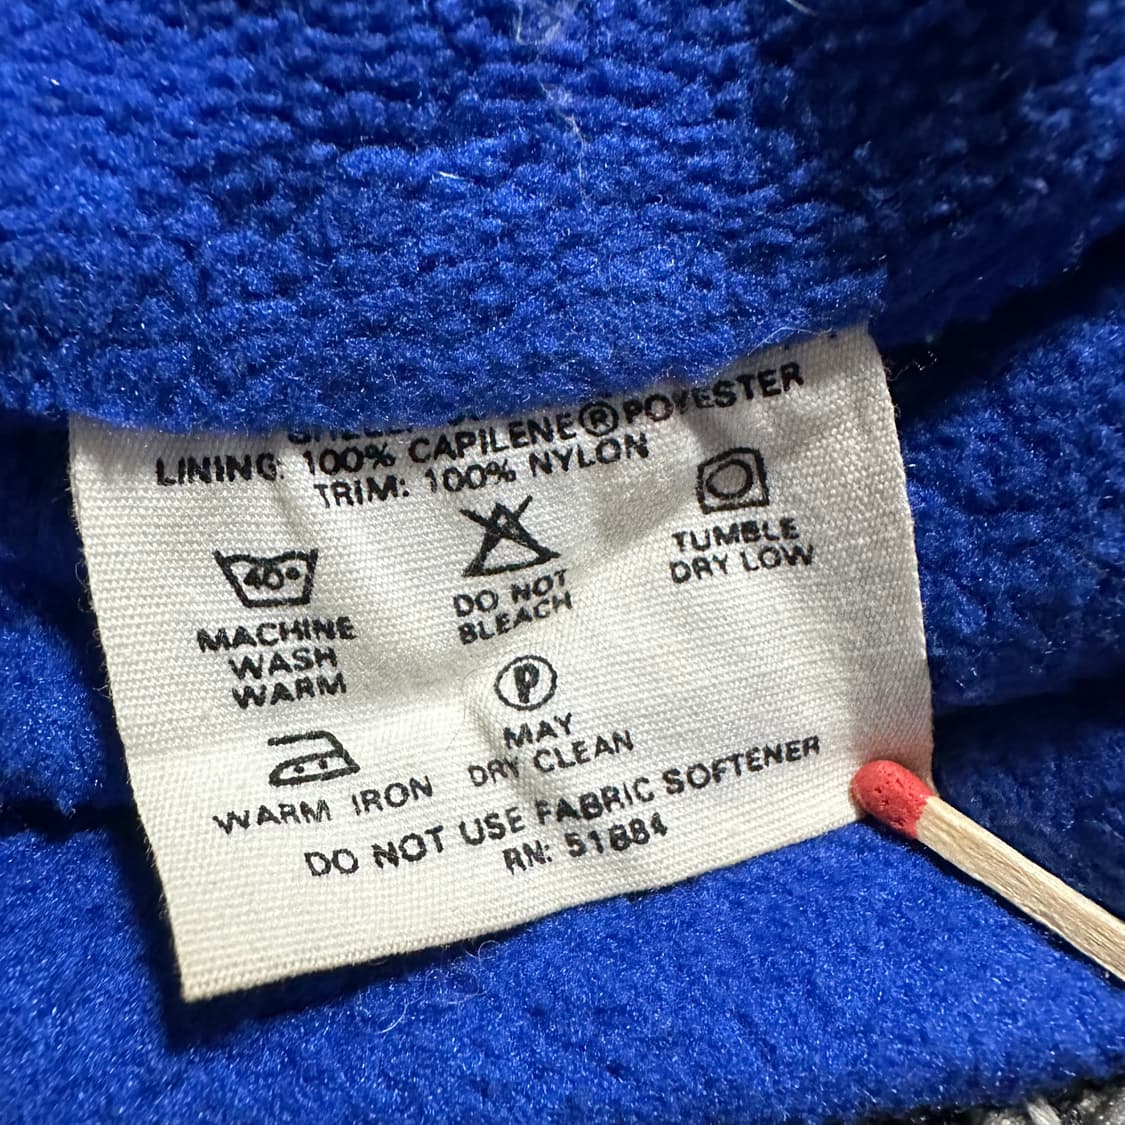 LINING: 100% CAPILENE® POYESTER
TRIM: 100% NYLON
40°
MACHINE
WASH
WARM
DO NOT
BLEACH
TUMBLE
DRY LOW
P
MAY
DRY CLEAN
WARM IRON
DO NOT USE FABRIC SOFTENER
RN: 51884